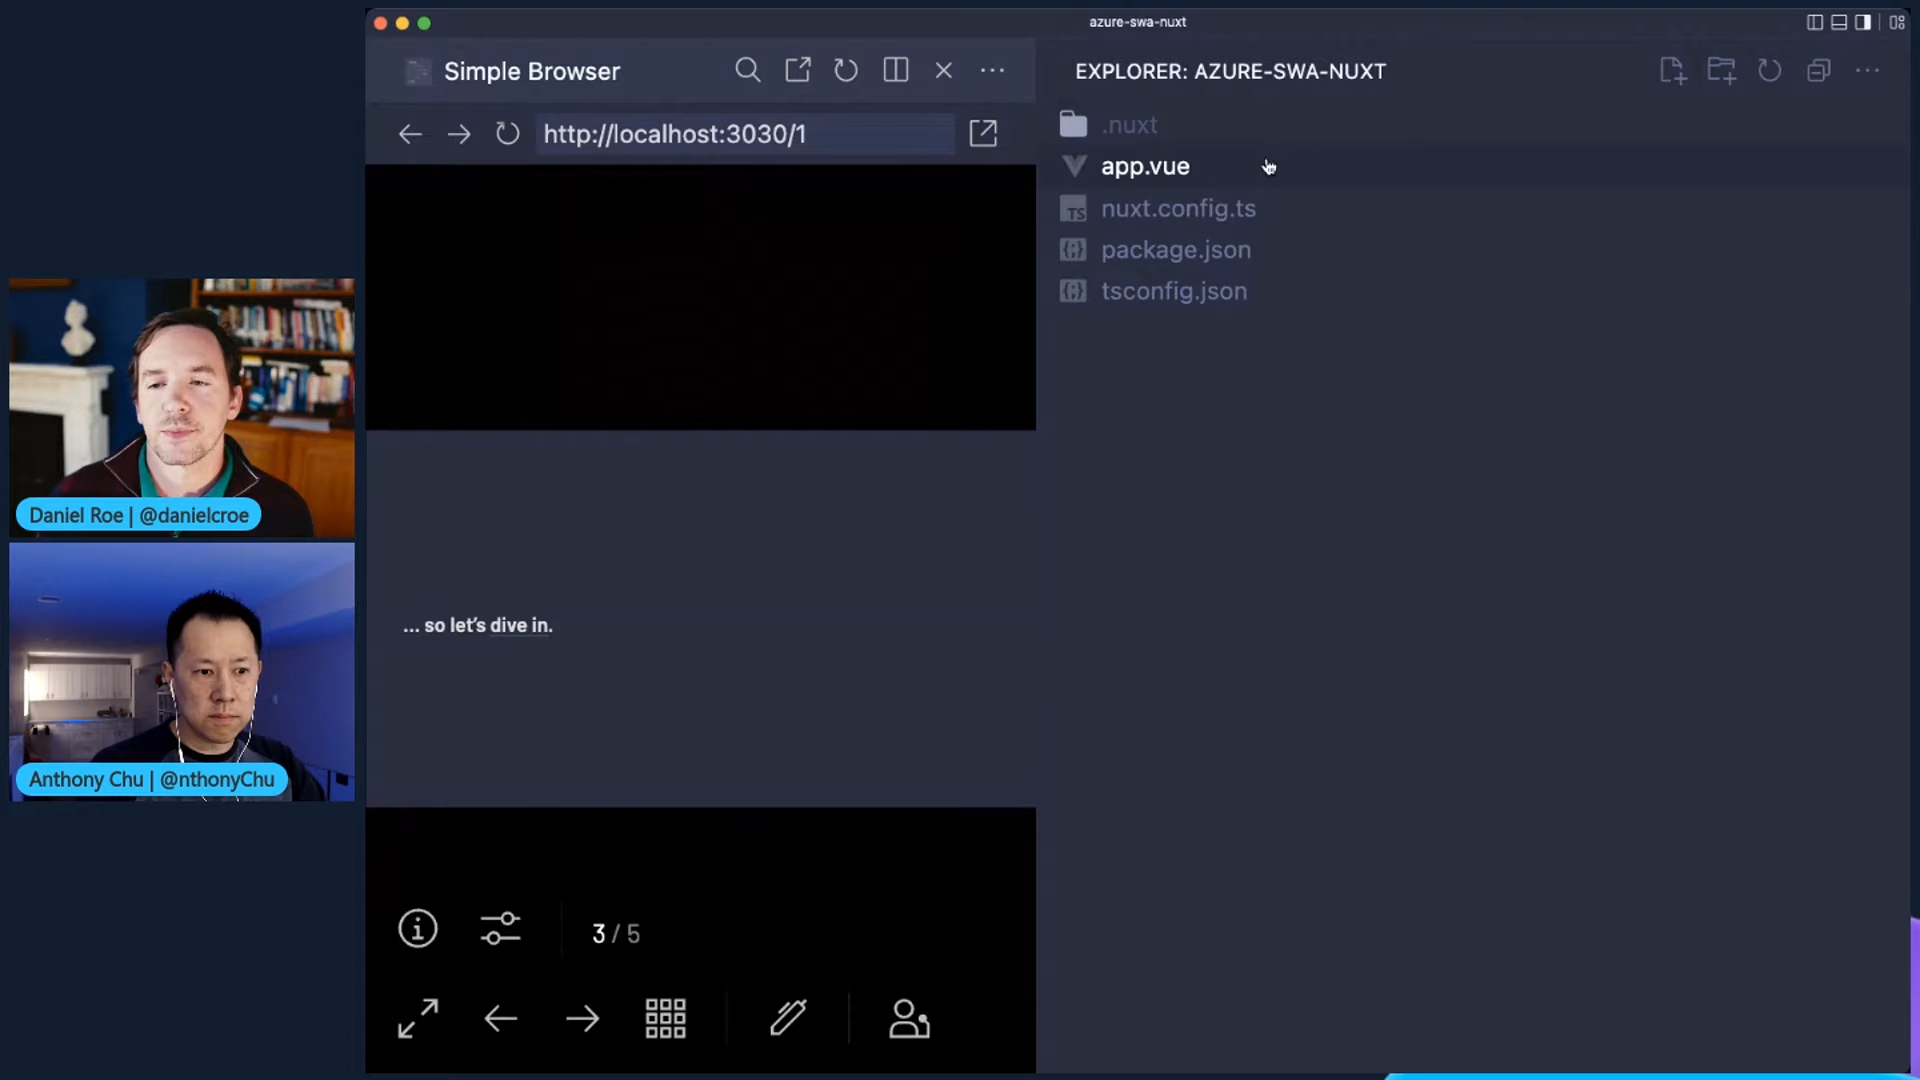 azure-swa-nuxt
Simple Browser
EXPLORER: AZURE-SWA-NUXT
http://localhost:3030/1
.nuxt
app.vue
TS nuxt.config.ts
package.json
tsconfig.json
Daniel Roe | @danielcroe
... so let's dive in.
Anthony Chu | @nthonyChu
3 / 5